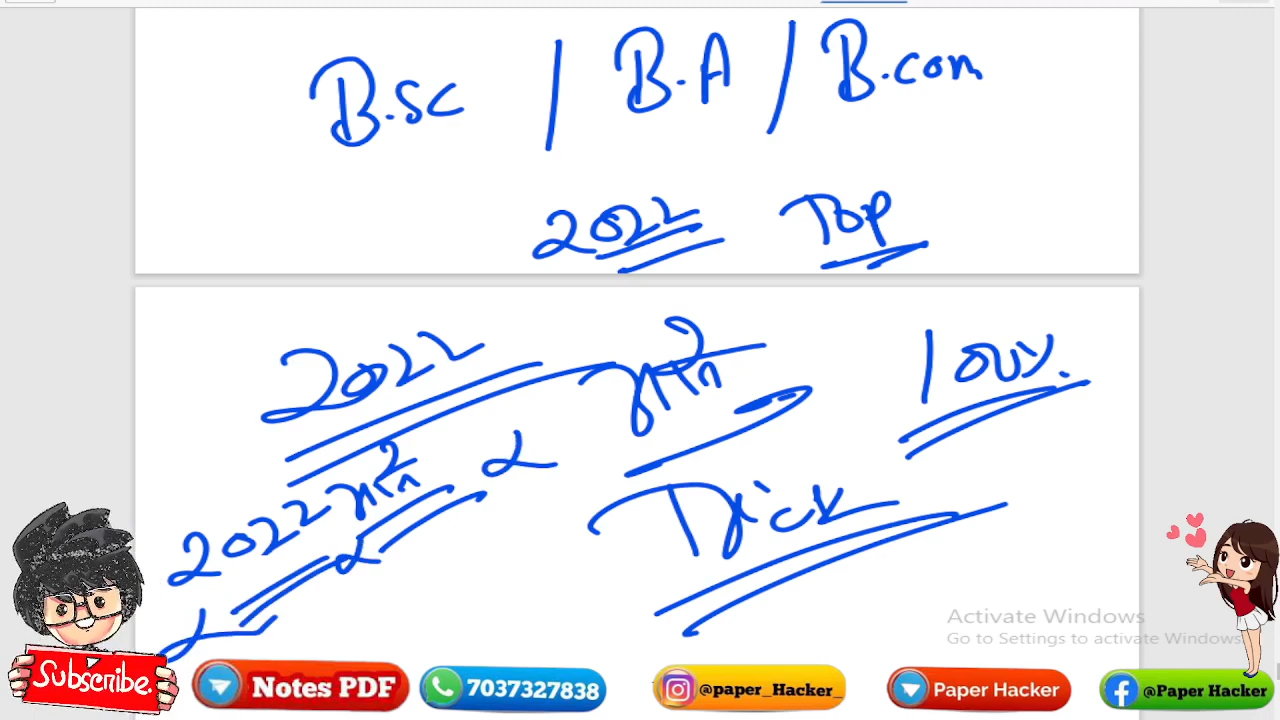 B.sc / B.A / B.com
2022 Top
2022 100%.
2022
Trick
Activate Windows
Go to Settings to activate Windows.
Subscribe.
Notes PDF 7037327838 @paper_Hacker_ Paper Hacker @Paper Hacker